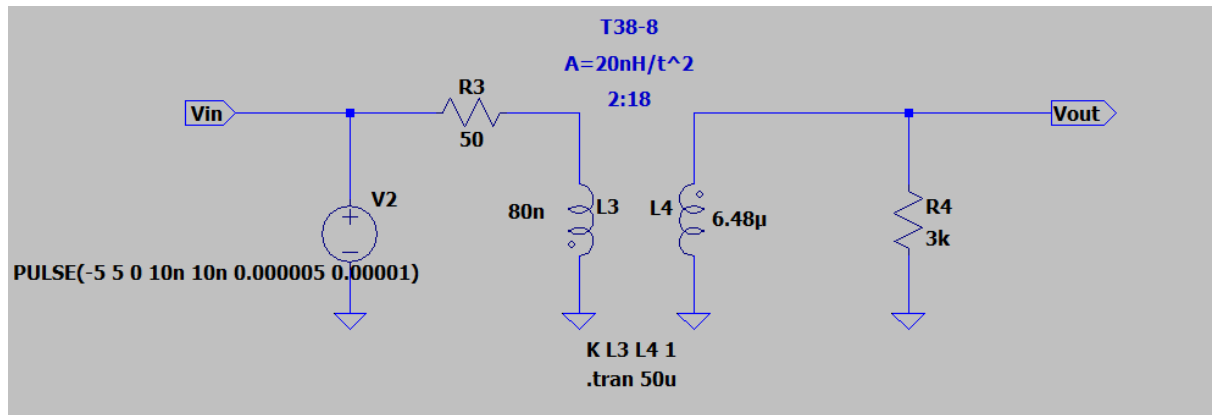 T38-8
A=20nH/t^2
2:18
R3
Vin
50
Vout
V2
80n
L3
L4
6.48µ
R4
3k
PULSE(-5 5 0 10n 10n 0.000005 0.00001)
K L3 L4 1
.tran 50u